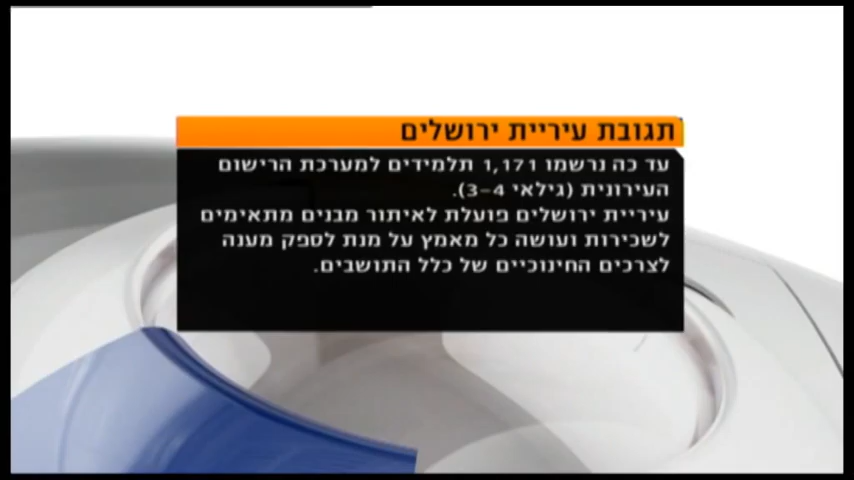 תגובת עיריית ירושלים
עד כה נרשמו 1,171 תלמידים למערכת הרישום
העירונית (גילאי 3-4).
עיריית ירושלים פועלת לאיתור מבנים מתאימים
לשכירות ועושה כל מאמץ על מנת לספק מענה
לצרכים החינוכיים של כלל התושבים.